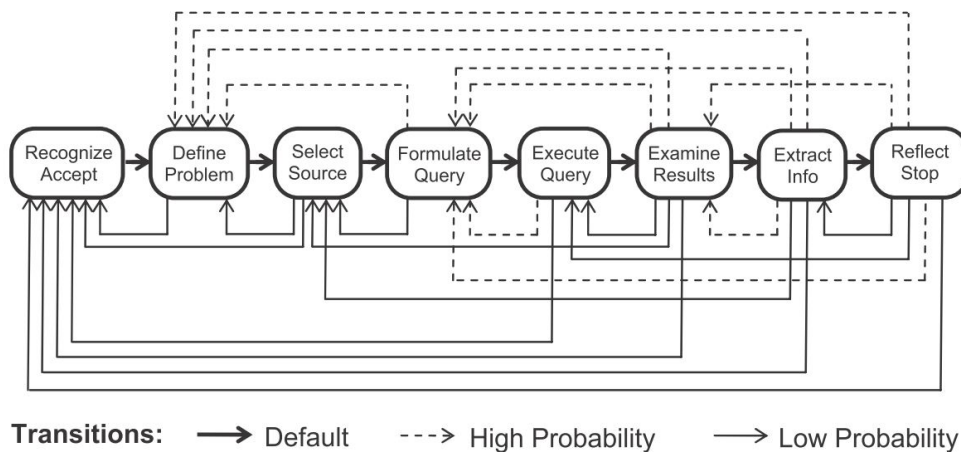 Recognize
Accept
Define
Problem
Select
Source
Formulate
Query
Execute
Query
Examine
Results
Extract
Info
Reflect
Stop
Transitions: Default High Probability Low Probability